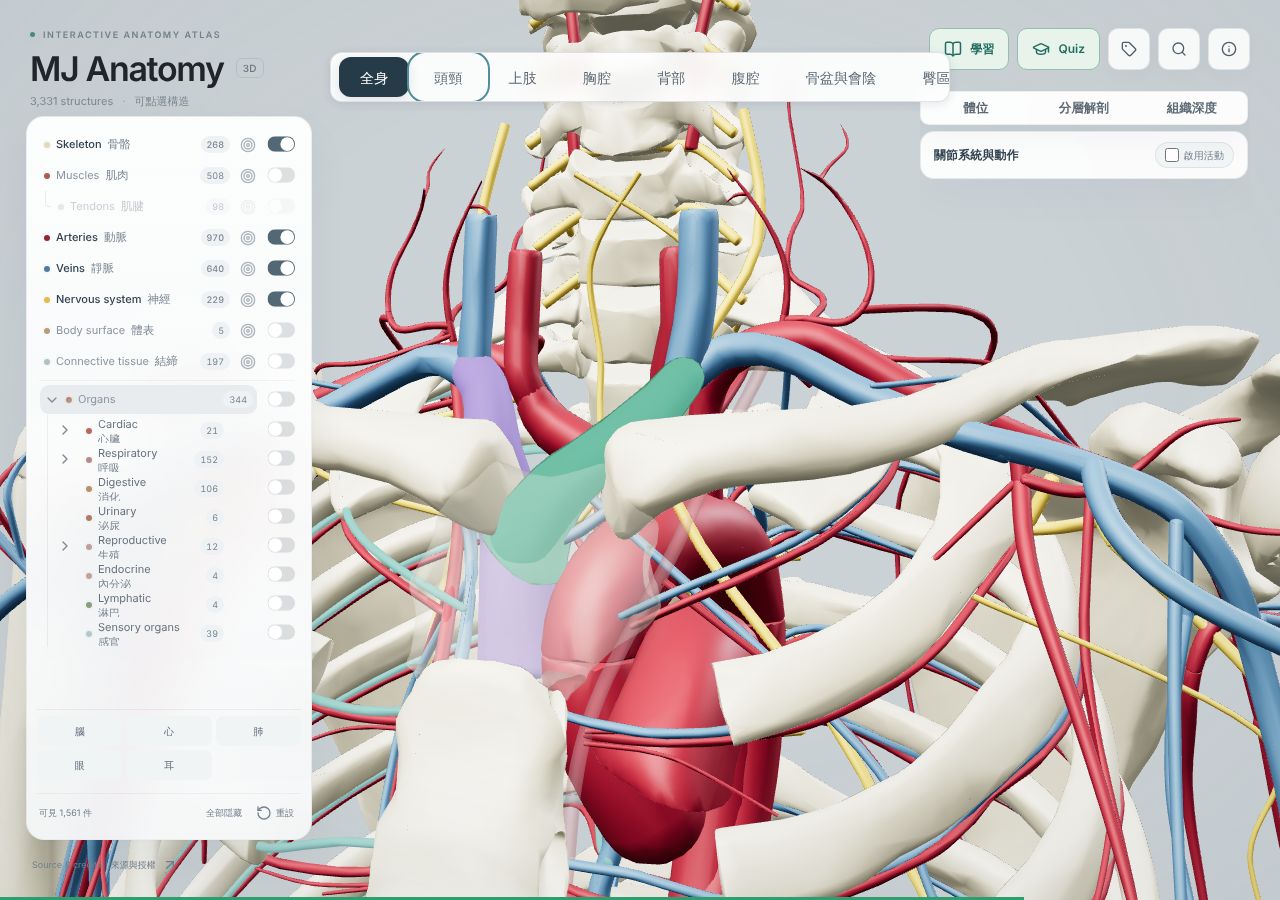 INTERACTIVE ANATOMY ATLAS
MJ Anatomy 3D
3,331 structures · 可點選構造
全身 頭頸 上肢 胸腔 背部 腹腔 骨盆與會陰 臀區
學習 Quiz
體位 分層解剖 組織深度
關節系統與動作 啟用活動
Skeleton 骨骼 268
Muscles 肌肉 508
Tendons 肌腱 98
Arteries 動脈 970
Veins 靜脈 640
Nervous system 神經 229
Body surface 體表 5
Connective tissue 結締 197
Organs 344
Cardiac 21
心臟
Respiratory 152
呼吸
Digestive 106
消化
Urinary 6
泌尿
Reproductive 12
生殖
Endocrine 4
內分泌
Lymphatic 4
淋巴
Sensory organs 39
感官
腦 心 肺
眼 耳
可見 1,561 件 全部隱藏 重設
Source 來源與授權